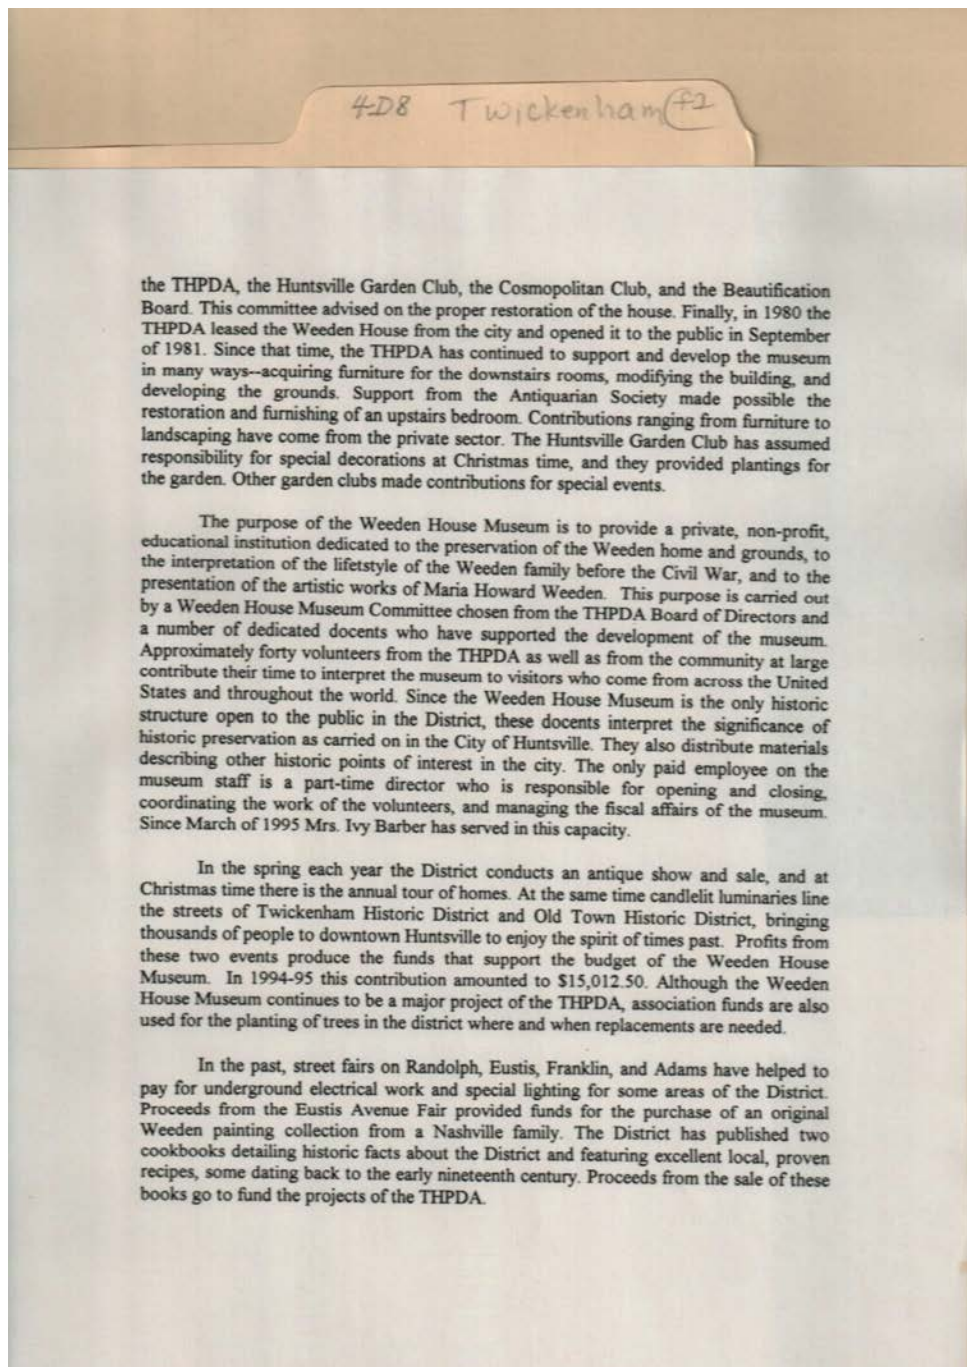 4-D8 Twickenham f2
the THPDA, the Huntsville Garden Club, the Cosmopolitan Club, and the Beautification
Board. This committee advised on the proper restoration of the house. Finally, in 1980 the
THPDA leased the Weeden House from the city and opened it to the public in September
of 1981. Since that time, the THPDA has continued to support and develop the museum
in many ways--acquiring furniture for the downstairs rooms, modifying the building, and
developing the grounds. Support from the Antiquarian Society made possible the
restoration and furnishing of an upstairs bedroom. Contributions ranging from furniture to
landscaping have come from the private sector. The Huntsville Garden Club has assumed
responsibility for special decorations at Christmas time, and they provided plantings for
the garden. Other garden clubs made contributions for special events.
The purpose of the Weeden House Museum is to provide a private, non-profit,
educational institution dedicated to the preservation of the Weeden home and grounds, to
the interpretation of the lifetstyle of the Weeden family before the Civil War, and to the
presentation of the artistic works of Maria Howard Weeden. This purpose is carried out
by a Weeden House Museum Committee chosen from the THPDA Board of Directors and
a number of dedicated docents who have supported the development of the museum.
Approximately forty volunteers from the THPDA as well as from the community at large
contribute their time to interpret the museum to visitors who come from across the United
States and throughout the world. Since the Weeden House Museum is the only historic
structure open to the public in the District, these docents interpret the significance of
historic preservation as carried on in the City of Huntsville. They also distribute materials
describing other historic points of interest in the city. The only paid employee on the
museum staff is a part-time director who is responsible for opening and closing,
coordinating the work of the volunteers, and managing the fiscal affairs of the museum.
Since March of 1995 Mrs. Ivy Barber has served in this capacity.
In the spring each year the District conducts an antique show and sale, and at
Christmas time there is the annual tour of homes. At the same time candlelit luminaries line
the streets of Twickenham Historic District and Old Town Historic District, bringing
thousands of people to downtown Huntsville to enjoy the spirit of times past. Profits from
these two events produce the funds that support the budget of the Weeden House
Museum. In 1994-95 this contribution amounted to $15,012.50. Although the Weeden
House Museum continues to be a major project of the THPDA, association funds are also
used for the planting of trees in the district where and when replacements are needed.
In the past, street fairs on Randolph, Eustis, Franklin, and Adams have helped to
pay for underground electrical work and special lighting for some areas of the District.
Proceeds from the Eustis Avenue Fair provided funds for the purchase of an original
Weeden painting collection from a Nashville family. The District has published two
cookbooks detailing historic facts about the District and featuring excellent local, proven
recipes, some dating back to the early nineteenth century. Proceeds from the sale of these
books go to fund the projects of the THPDA.